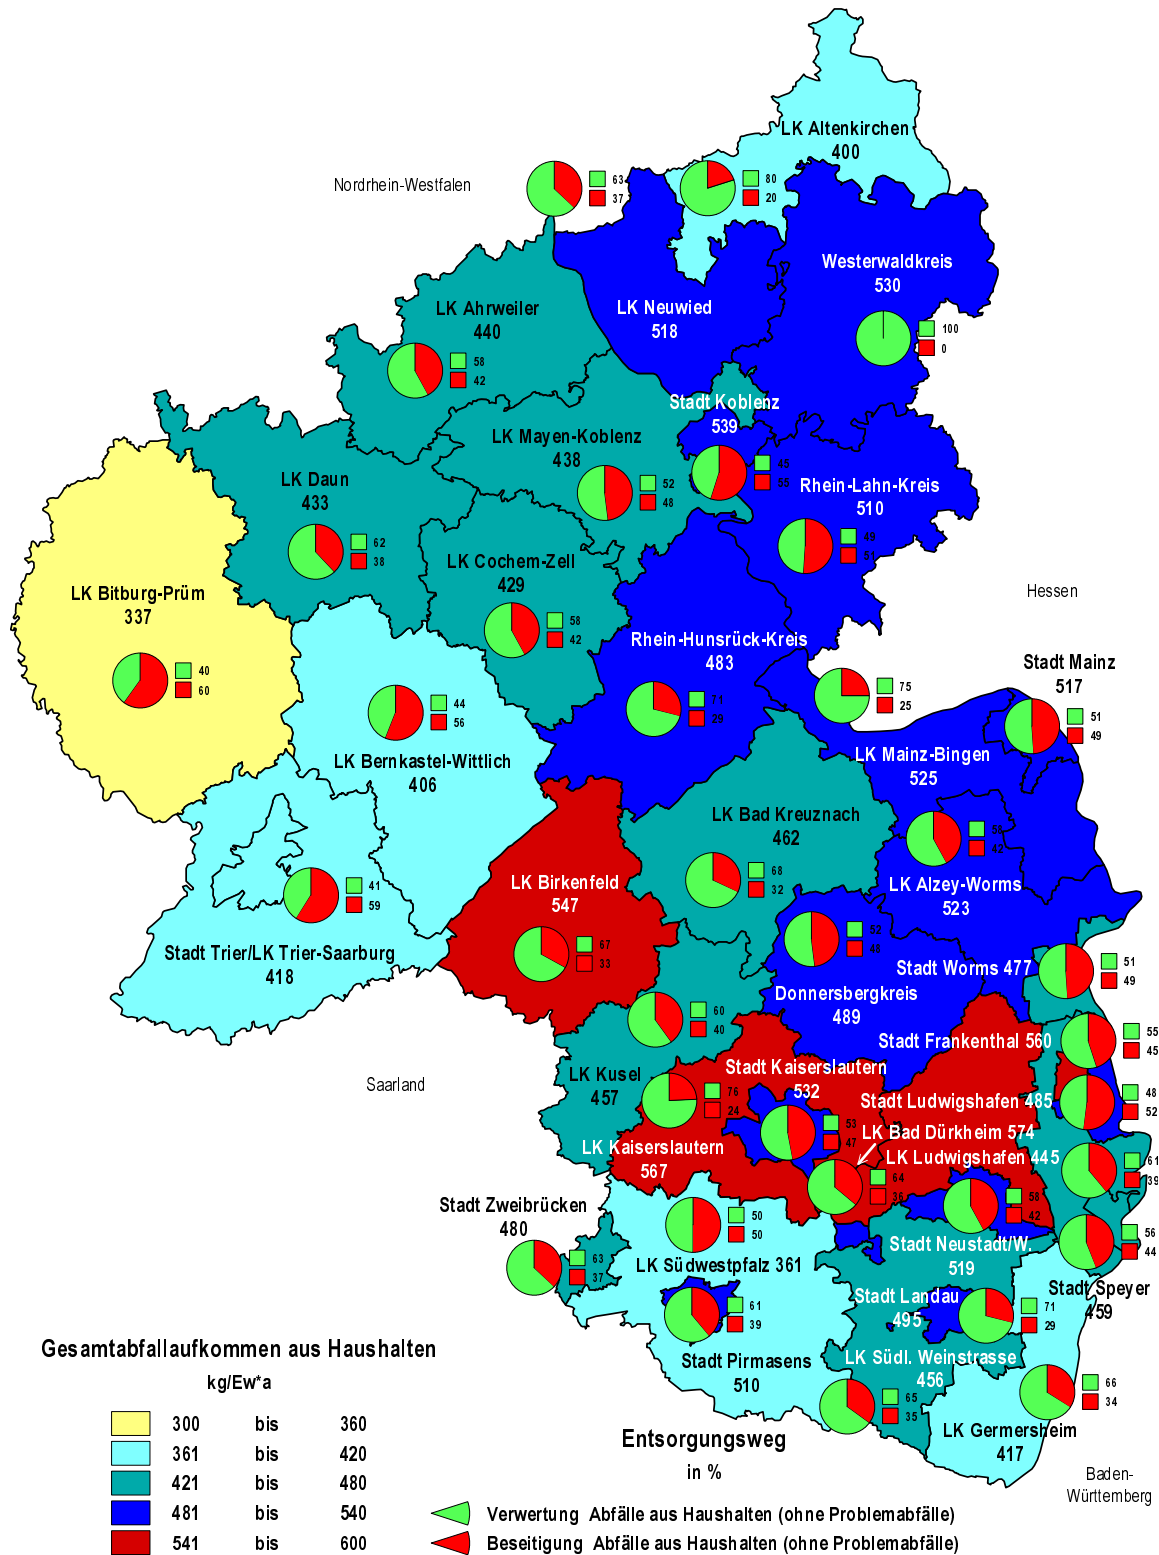 LK Altenkirchen
400
80
20
Nordrhein-Westfalen
63
37
Westerwaldkreis
530
100
0
LK Neuwied
518
LK Ahrweiler
440
58
42
Stadt Koblenz
539
45
55
LK Mayen-Koblenz
438
52
48
Rhein-Lahn-Kreis
510
49
51
LK Daun
433
62
38
LK Cochem-Zell
429
58
42
LK Bitburg-Prüm
337
40
60
Hessen
Rhein-Hunsrück-Kreis
483
71
29
Stadt Mainz
517
51
49
75
25
LK Mainz-Bingen
525
44
56
LK Bernkastel-Wittlich
406
LK Bad Kreuznach
462
68
32
58
42
LK Alzey-Worms
523
LK Birkenfeld
547
67
33
41
59
Stadt Trier/LK Trier-Saarburg
418
52
48
Stadt Worms 477
51
49
Donnersbergkreis
489
60
40
Stadt Frankenthal 560
55
45
Saarland
LK Kusel
457
Stadt Kaiserslautern
532
53
47
76
24
Stadt Ludwigshafen 485
48
52
LK Bad Dürkheim 574
64
36
LK Kaiserslautern
567
LK Ludwigshafen 445
61
39
Stadt Zweibrücken
480
63
37
50
50
LK Südwestpfalz 361
58
42
Stadt Neustadt/W.
519
56
44
Stadt Speyer
459
61
39
Stadt Pirmasens
510
Stadt Landau
495
71
29
LK Südl. Weinstrasse
456
65
35
66
34
LK Germersheim
417
Baden-
Württemberg
Gesamtabfallaufkommen aus Haushalten
kg/Ew*a
300 bis 360
361 bis 420
421 bis 480
481 bis 540
541 bis 600
Entsorgungsweg
in %
Verwertung Abfälle aus Haushalten (ohne Problemabfälle)
Beseitigung Abfälle aus Haushalten (ohne Problemabfälle)